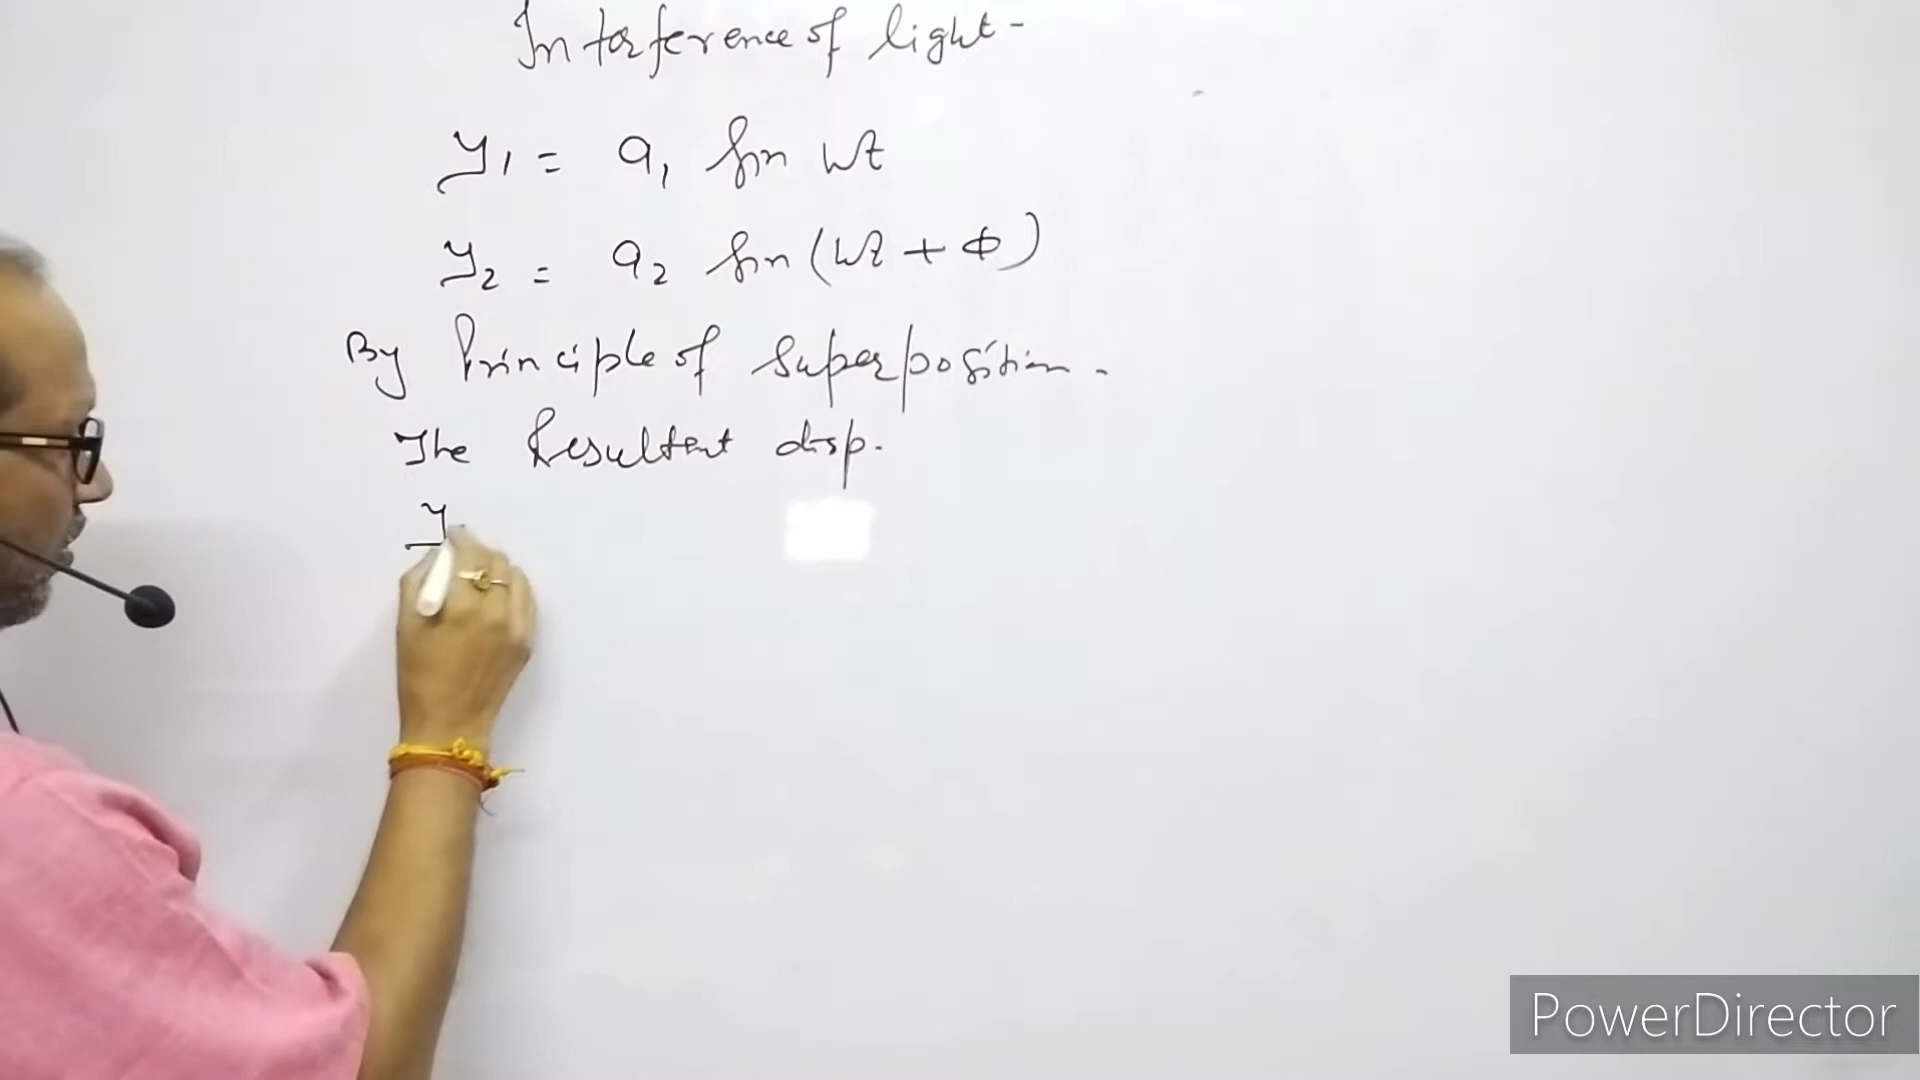 Interference of light -
y₁ = a₁ sin wt
y₂ = a₂ sin (wt + ϕ)
By Principle of superposition.
The Resultant disp.
y
PowerDirector